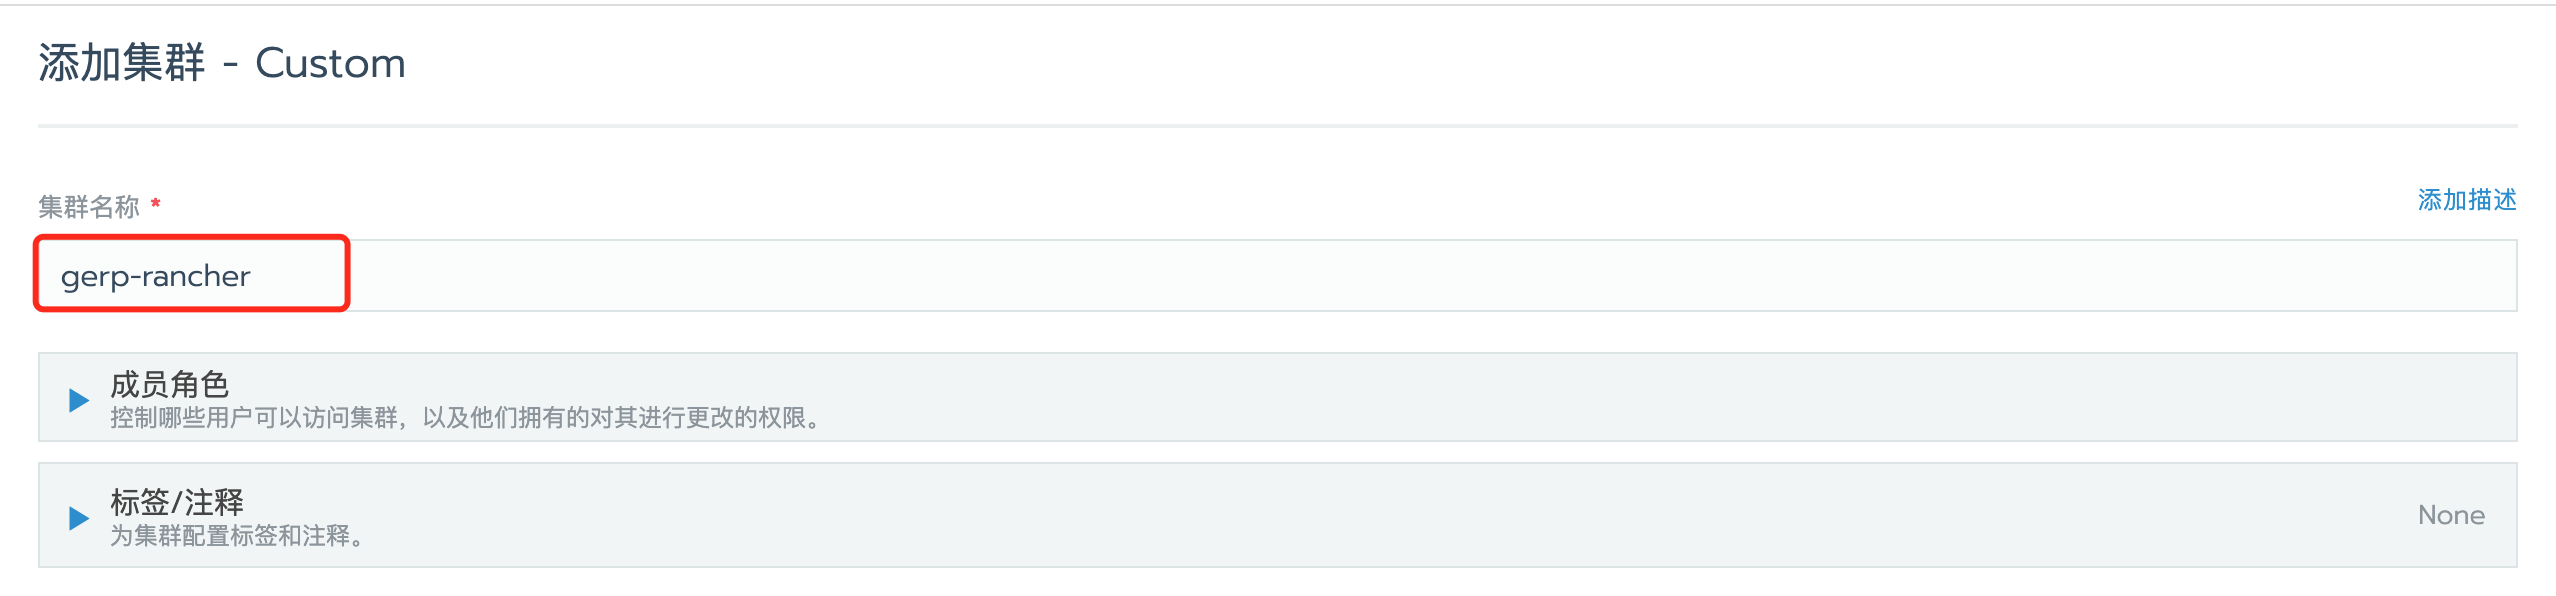 添加集群 - Custom
集群名称 *
添加描述
gerp-rancher
成员角色
控制哪些用户可以访问集群，以及他们拥有的对其进行更改的权限。
标签/注释
为集群配置标签和注释。
None